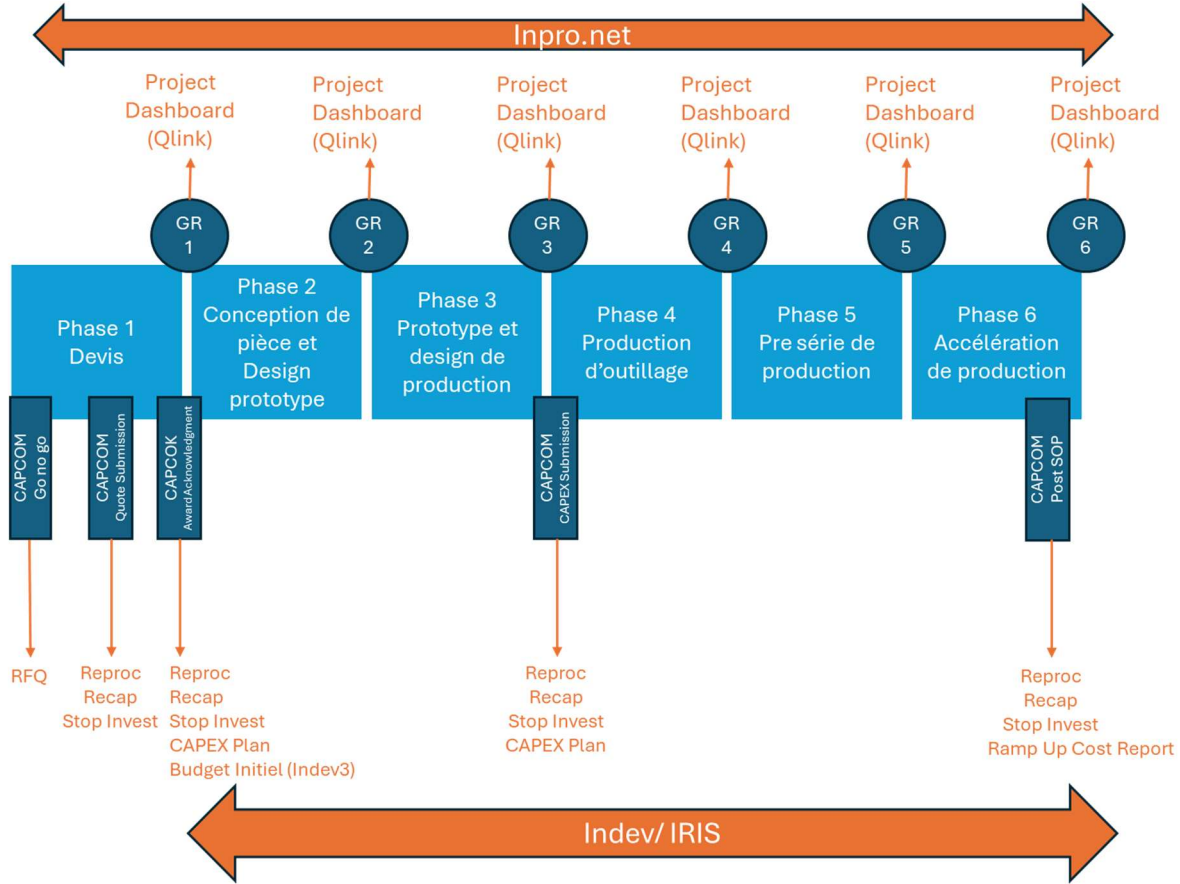 Inpro.net
Project
Dashboard
(Qlink)
Project
Dashboard
(Qlink)
Project
Dashboard
(Qlink)
Project
Dashboard
(Qlink)
Project
Dashboard
(Qlink)
Project
Dashboard
(Qlink)
GR
1
GR
2
GR
3
GR
4
GR
5
GR
6
Phase 1
Devis
Phase 2
Conception de
pièce et
Design
prototype
Phase 3
Prototype et
design de
production
Phase 4
Production
d’outillage
Phase 5
Pre série de
production
Phase 6
Accélération
de production
CAPCOM
Go no go
CAPCOM
Quote Submission
CAPCOK
Award Acknowledgment
CAPCOM
CAPEX Submission
CAPCOM
Post SOP
RFQ
Reproc
Recap
Stop Invest
Reproc
Recap
Stop Invest
CAPEX Plan
Budget Initiel (Indev3)
Reproc
Recap
Stop Invest
CAPEX Plan
Reproc
Recap
Stop Invest
Ramp Up Cost Report
Indev/ IRIS